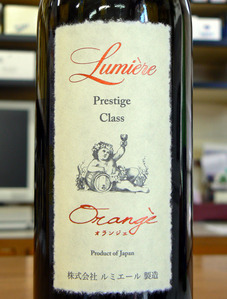 Lumière
Prestige
Class
Orangè
オランジェ
Product of Japan
株式会社 ルミエール 製造